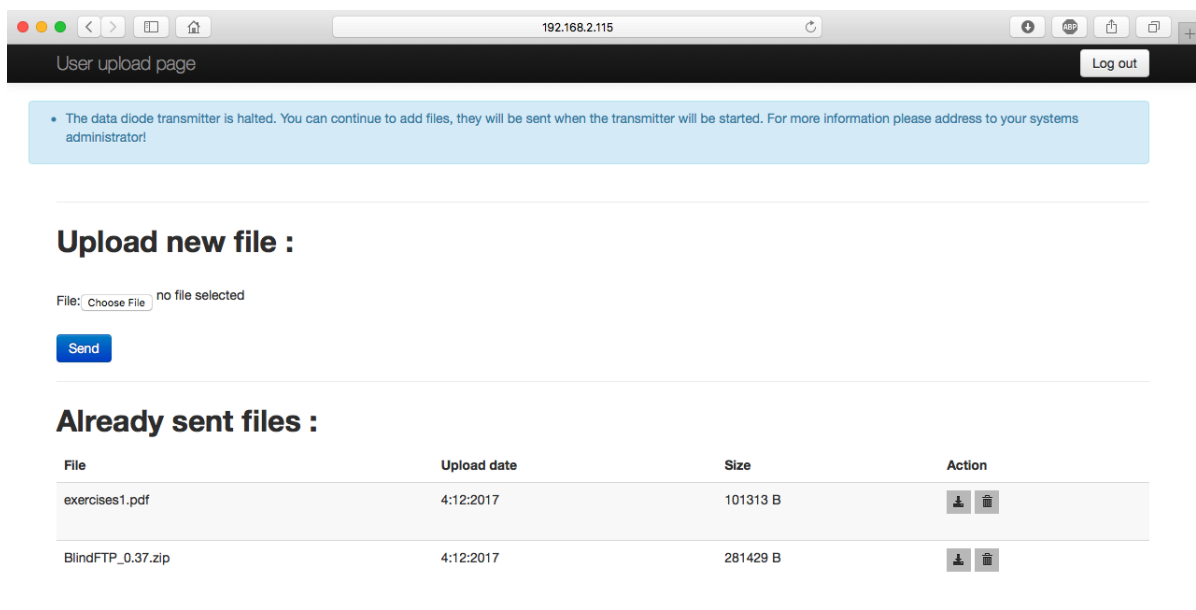 192.168.2.115
ABP
User upload page
Log out
The data diode transmitter is halted. You can continue to add files, they will be sent when the transmitter will be started. For more information please address to your systems
administrator!
Upload new file :
File: Choose File no file selected
Send
Already sent files :
File Upload date Size Action
exercises1.pdf 4:12:2017 101313 B
BlindFTP_0.37.zip 4:12:2017 281429 B